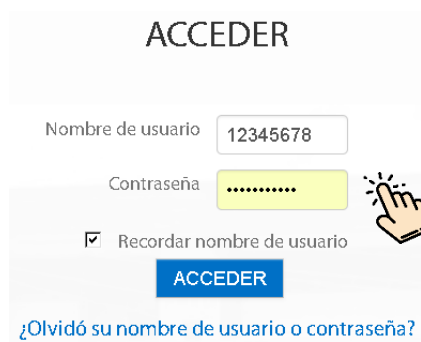 ACCEDER
Nombre de usuario 12345678
Contraseña •••••••••••
Recordar nombre de usuario
ACCEDER
¿Olvidó su nombre de usuario o contraseña?